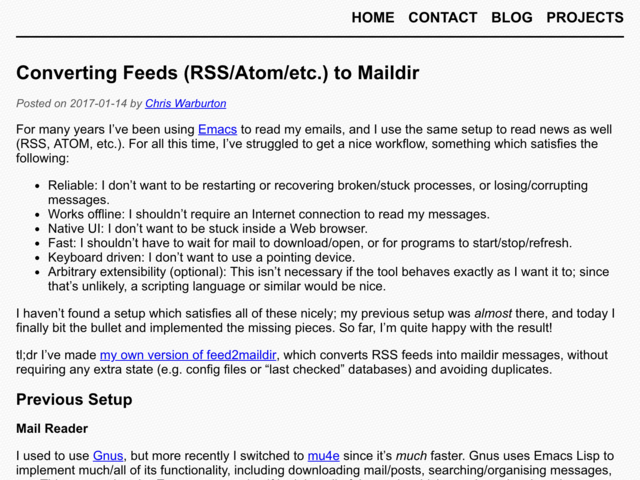 HOME CONTACT BLOG PROJECTS
Converting Feeds (RSS/Atom/etc.) to Maildir
Posted on 2017-01-14 by Chris Warburton
For many years I've been using Emacs to read my emails, and I use the same setup to read news as well
(RSS, ATOM, etc.). For all this time, I've struggled to get a nice workflow, something which satisfies the
following:
• Reliable: I don't want to be restarting or recovering broken/stuck processes, or losing/corrupting
messages.
• Works offline: I shouldn't require an Internet connection to read my messages.
• Native UI: I don't want to be stuck inside a Web browser.
• Fast: I shouldn't have to wait for mail to download/open, or for programs to start/stop/refresh.
• Keyboard driven: I don't want to use a pointing device.
• Arbitrary extensibility (optional): This isn't necessary if the tool behaves exactly as I want it to; since
that's unlikely, a scripting language or similar would be nice.
I haven't found a setup which satisfies all of these nicely; my previous setup was almost there, and today I
finally bit the bullet and implemented the missing pieces. So far, I'm quite happy with the result!
tl;dr I've made my own version of feed2maildir, which converts RSS feeds into maildir messages, without
requiring any extra state (e.g. config files or “last checked” databases) and avoiding duplicates.
Previous Setup
Mail Reader
I used to use Gnus, but more recently I switched to mu4e since it's much faster. Gnus uses Emacs Lisp to
implement much/all of its functionality, including downloading mail/posts, searching/organising messages,